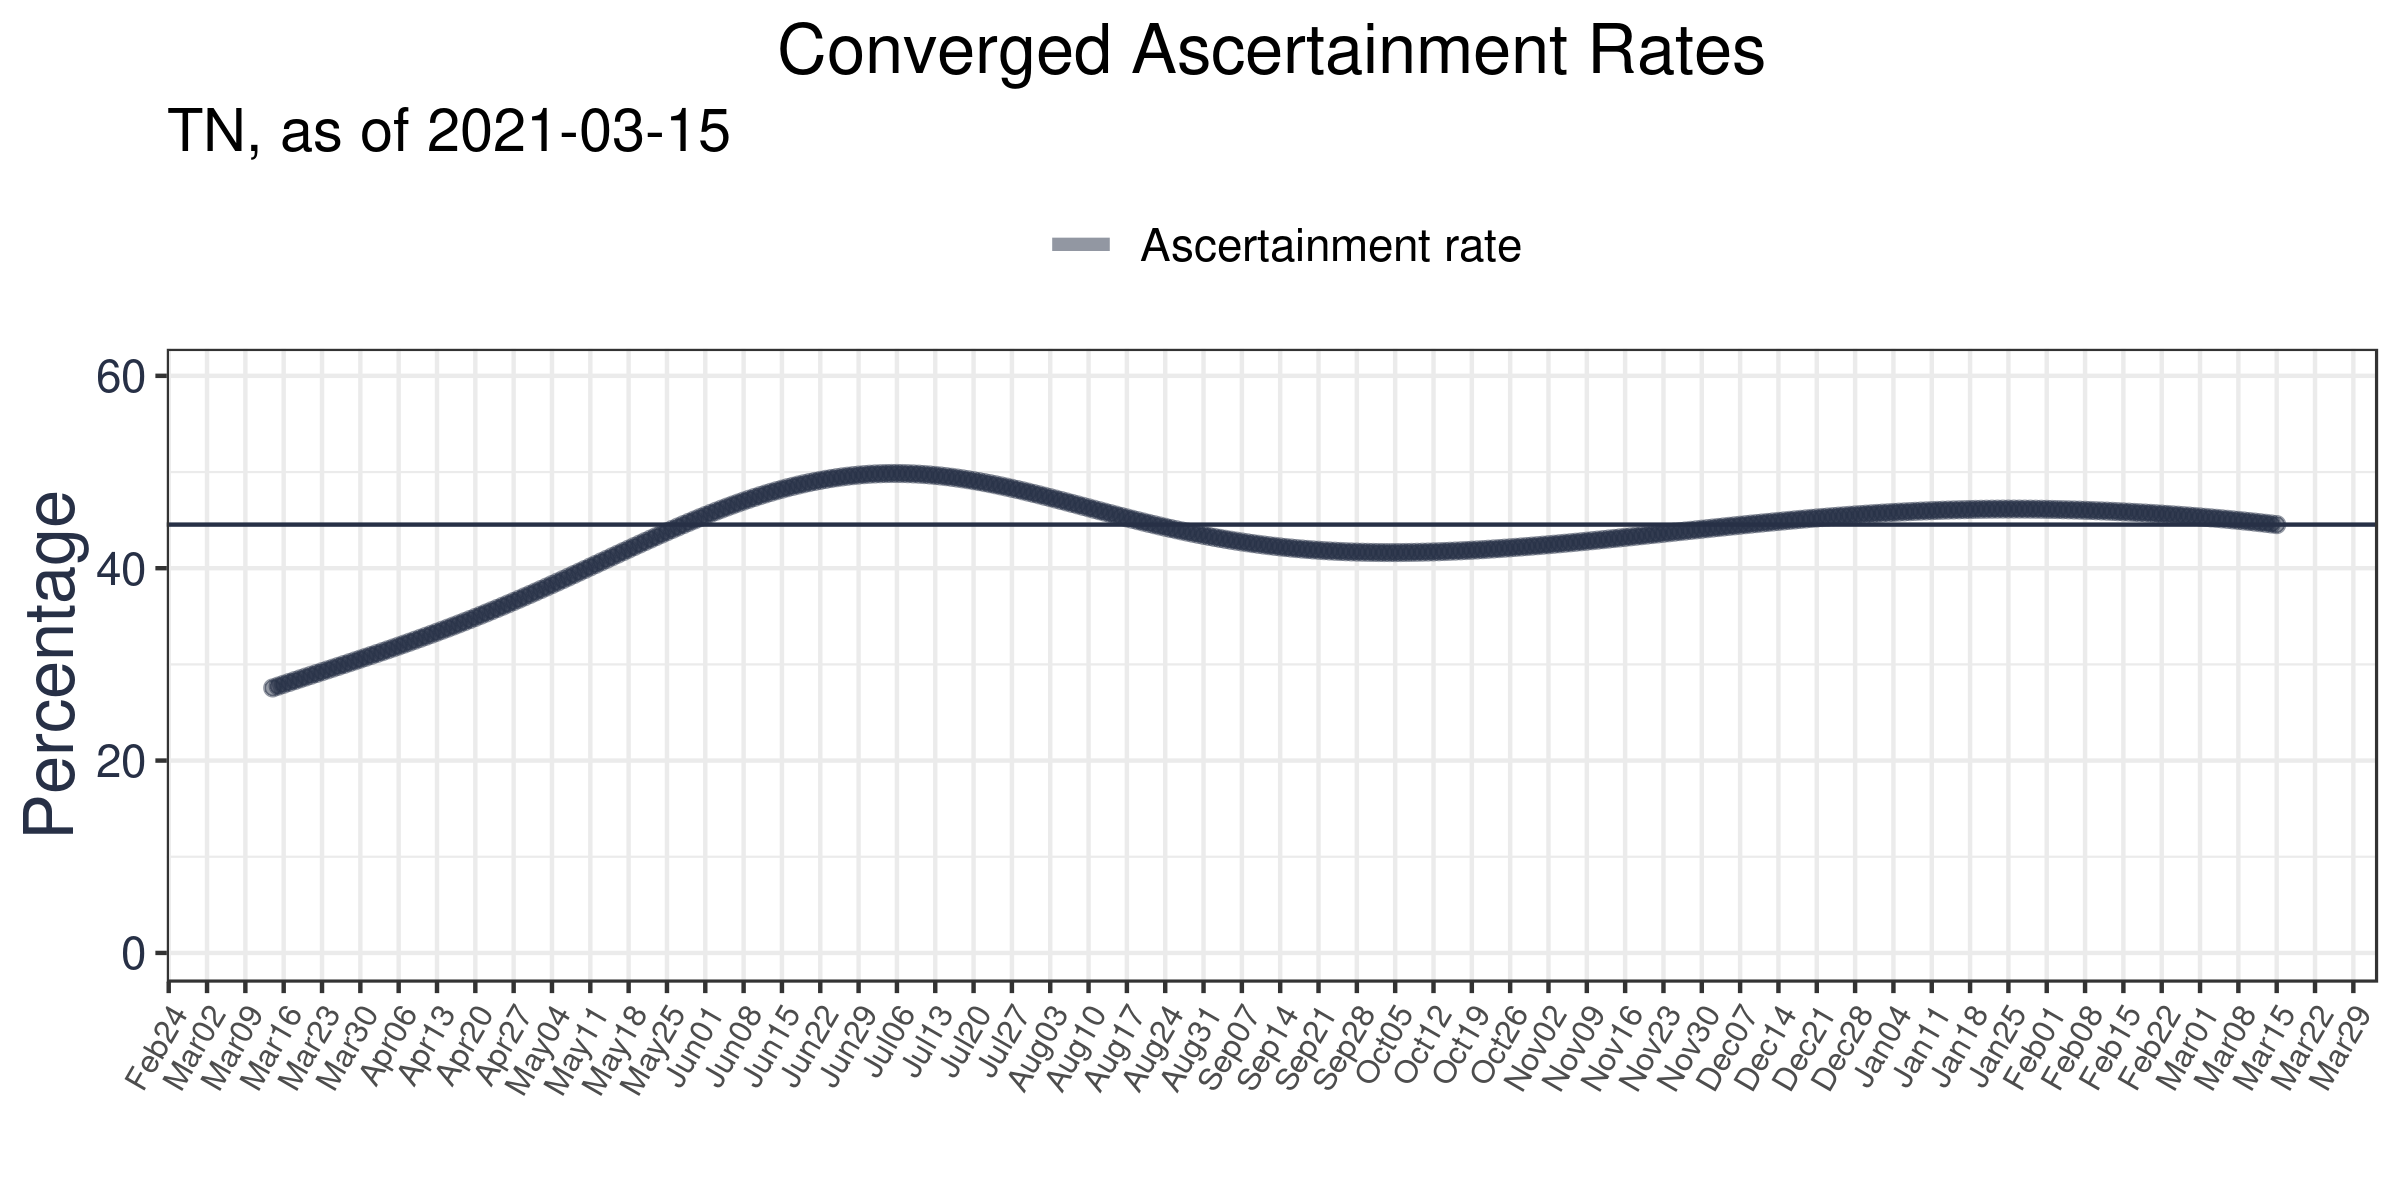 Converged Ascertainment Rates
TN, as of 2021-03-15
Ascertainment rate
Percentage
60
40
20
0
Feb24 Mar02 Mar09 Mar16 Mar23 Mar30 Apr06 Apr13 Apr20 Apr27 May04 May11 May18 May25 Jun01 Jun08 Jun15 Jun22 Jun29 Jul06 Jul13 Jul20 Jul27 Aug03 Aug10 Aug17 Aug24 Aug31 Sep07 Sep14 Sep21 Sep28 Oct05 Oct12 Oct19 Oct26 Nov02 Nov09 Nov16 Nov23 Nov30 Dec07 Dec14 Dec21 Dec28 Jan04 Jan11 Jan18 Jan25 Feb01 Feb08 Feb15 Feb22 Mar01 Mar08 Mar15 Mar22 Mar29